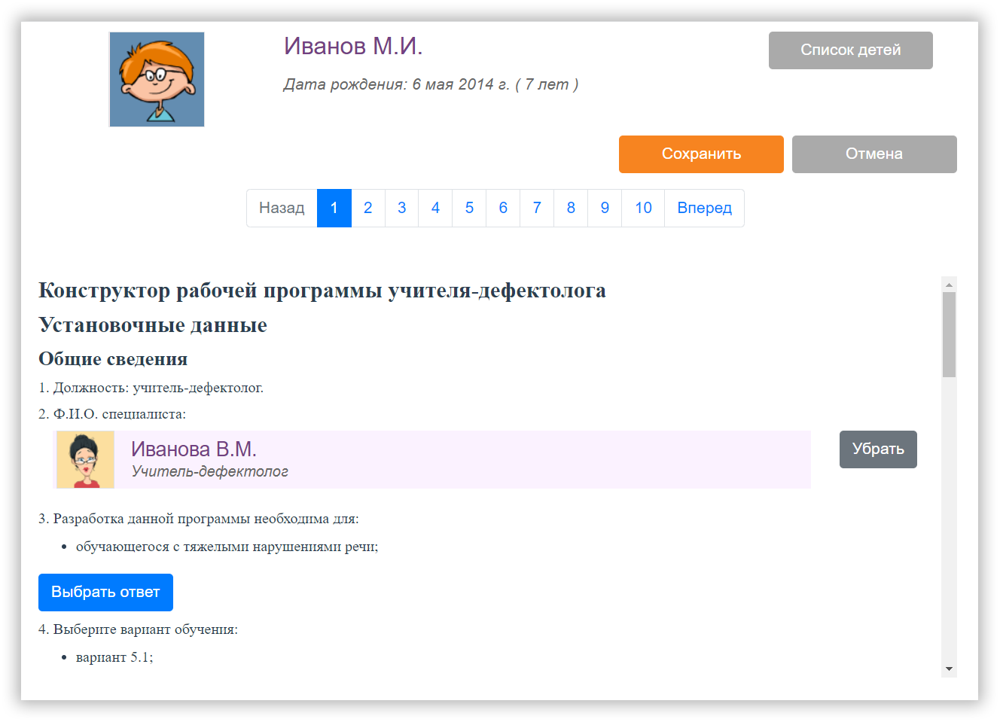 Иванов М.И.
Список детей
Дата рождения: 6 мая 2014 г. ( 7 лет )
Сохранить
Отмена
Назад 1 2 3 4 5 6 7 8 9 10 Вперед
Конструктор рабочей программы учителя-дефектолога
Установочные данные
Общие сведения
1. Должность: учитель-дефектолог.
2. Ф.И.О. специалиста:
Иванова В.М.
Убрать
Учитель-дефектолог
3. Разработка данной программы необходима для:
• обучающегося с тяжелыми нарушениями речи;
Выбрать ответ
4. Выберите вариант обучения:
• вариант 5.1;